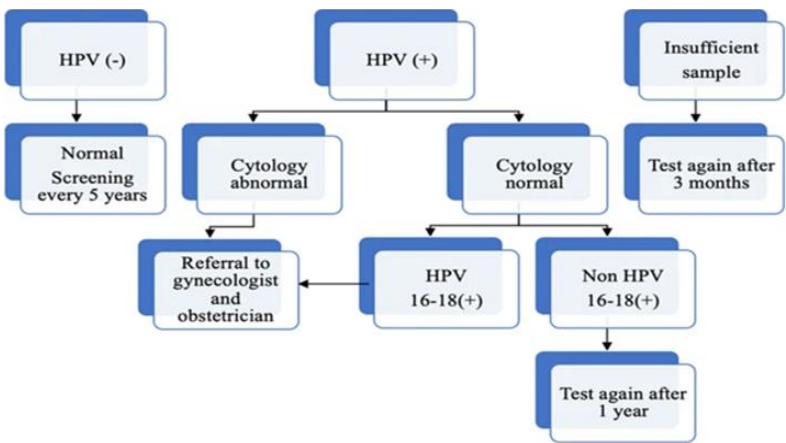 HPV (-)
HPV (+)
Insufficient
sample
Normal
Screening
every 5 years
Cytology
abnormal
Cytology
normal
Test again after
3 months
Referral to
gynecologist
and
obstetrician
HPV
16-18(+)
Non HPV
16-18(+)
Test again after
1 year